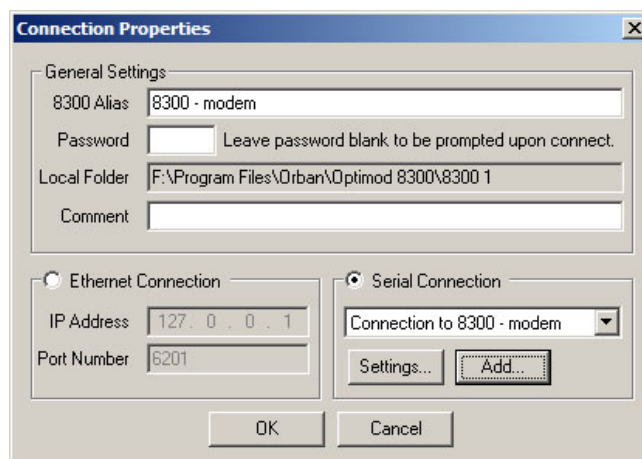 Connection Properties
General Settings
8300 Alias 8300 - modem
Password Leave password blank to be prompted upon connect.
Local Folder F:\Program Files\Orban\Optimod 8300\8300 1
Comment
Ethernet Connection
IP Address 127. 0 . 0 . 1
Port Number 6201
Serial Connection
Connection to 8300 - modem
Settings... Add...
OK Cancel